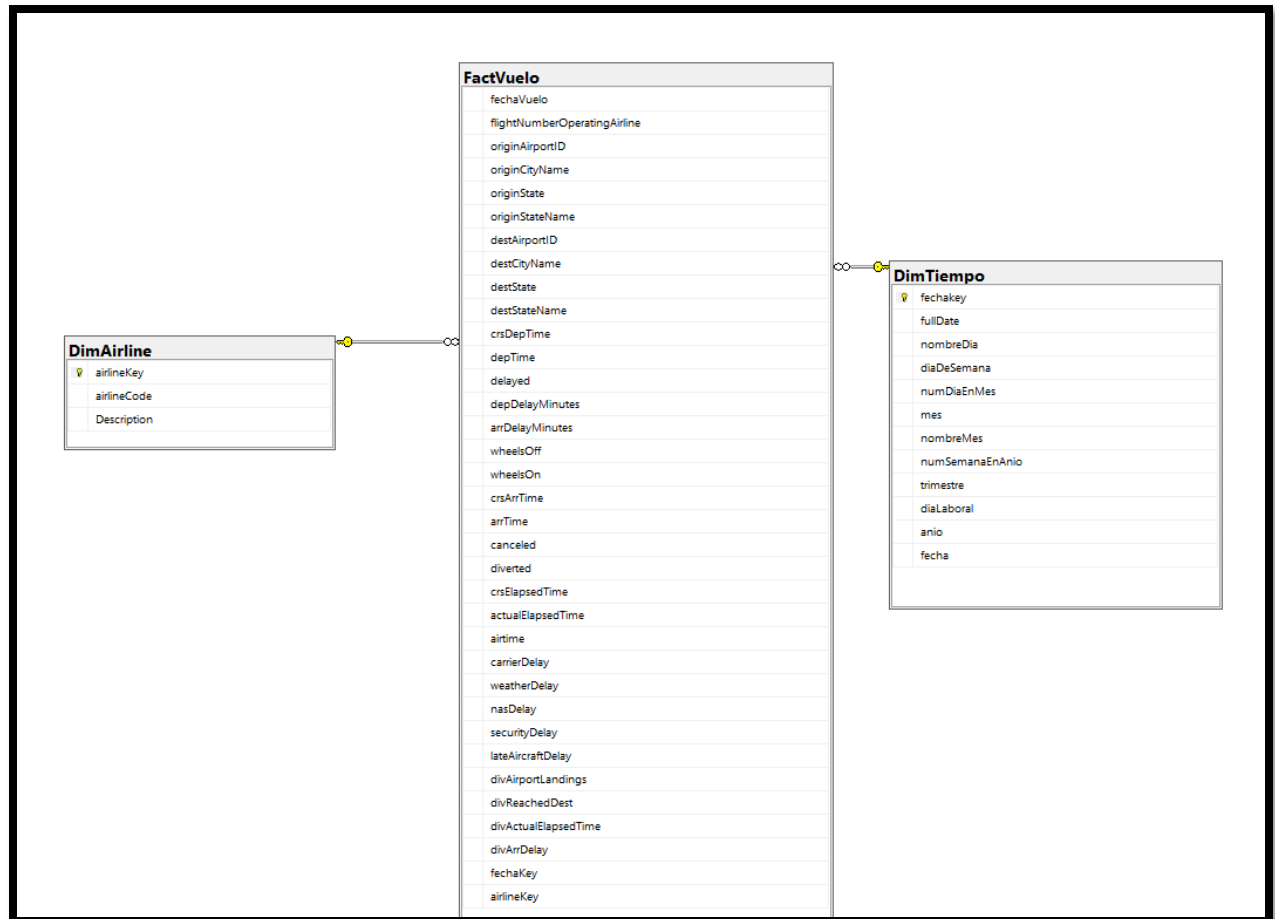 FactVuelo
fechaVuelo
flightNumberOperatingAirline
originAirportID
originCityName
originState
originStateName
destAirportID
destCityName
destState
destStateName
crsDepTime
depTime
delayed
depDelayMinutes
arrDelayMinutes
wheelsOff
wheelsOn
crsArrTime
arrTime
canceled
diverted
crsElapsedTime
actualElapsedTime
airtime
carrierDelay
weatherDelay
nasDelay
securityDelay
lateAircraftDelay
divAirportLandings
divReachedDest
divActualElapsedTime
divArrDelay
fechaKey
airlineKey
DimAirline
airlineKey
airlineCode
Description
DimTiempo
fechakey
fullDate
nombreDia
diaDeSemana
numDiaEnMes
mes
nombreMes
numSemanaEnAnio
trimestre
diaLaboral
anio
fecha